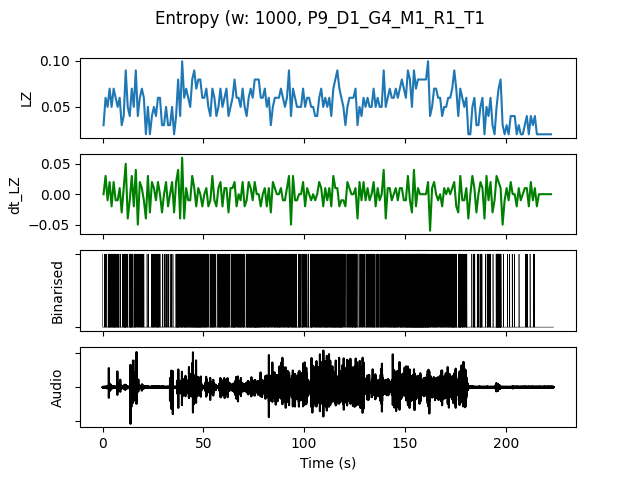 Entropy (w: 1000, P9_D1_G4_M1_R1_T1
0.10
0.05
LZ
0.05
0.00
−0.05
dt_LZ
Binarised
Audio
0 50 100 150 200
Time (s)